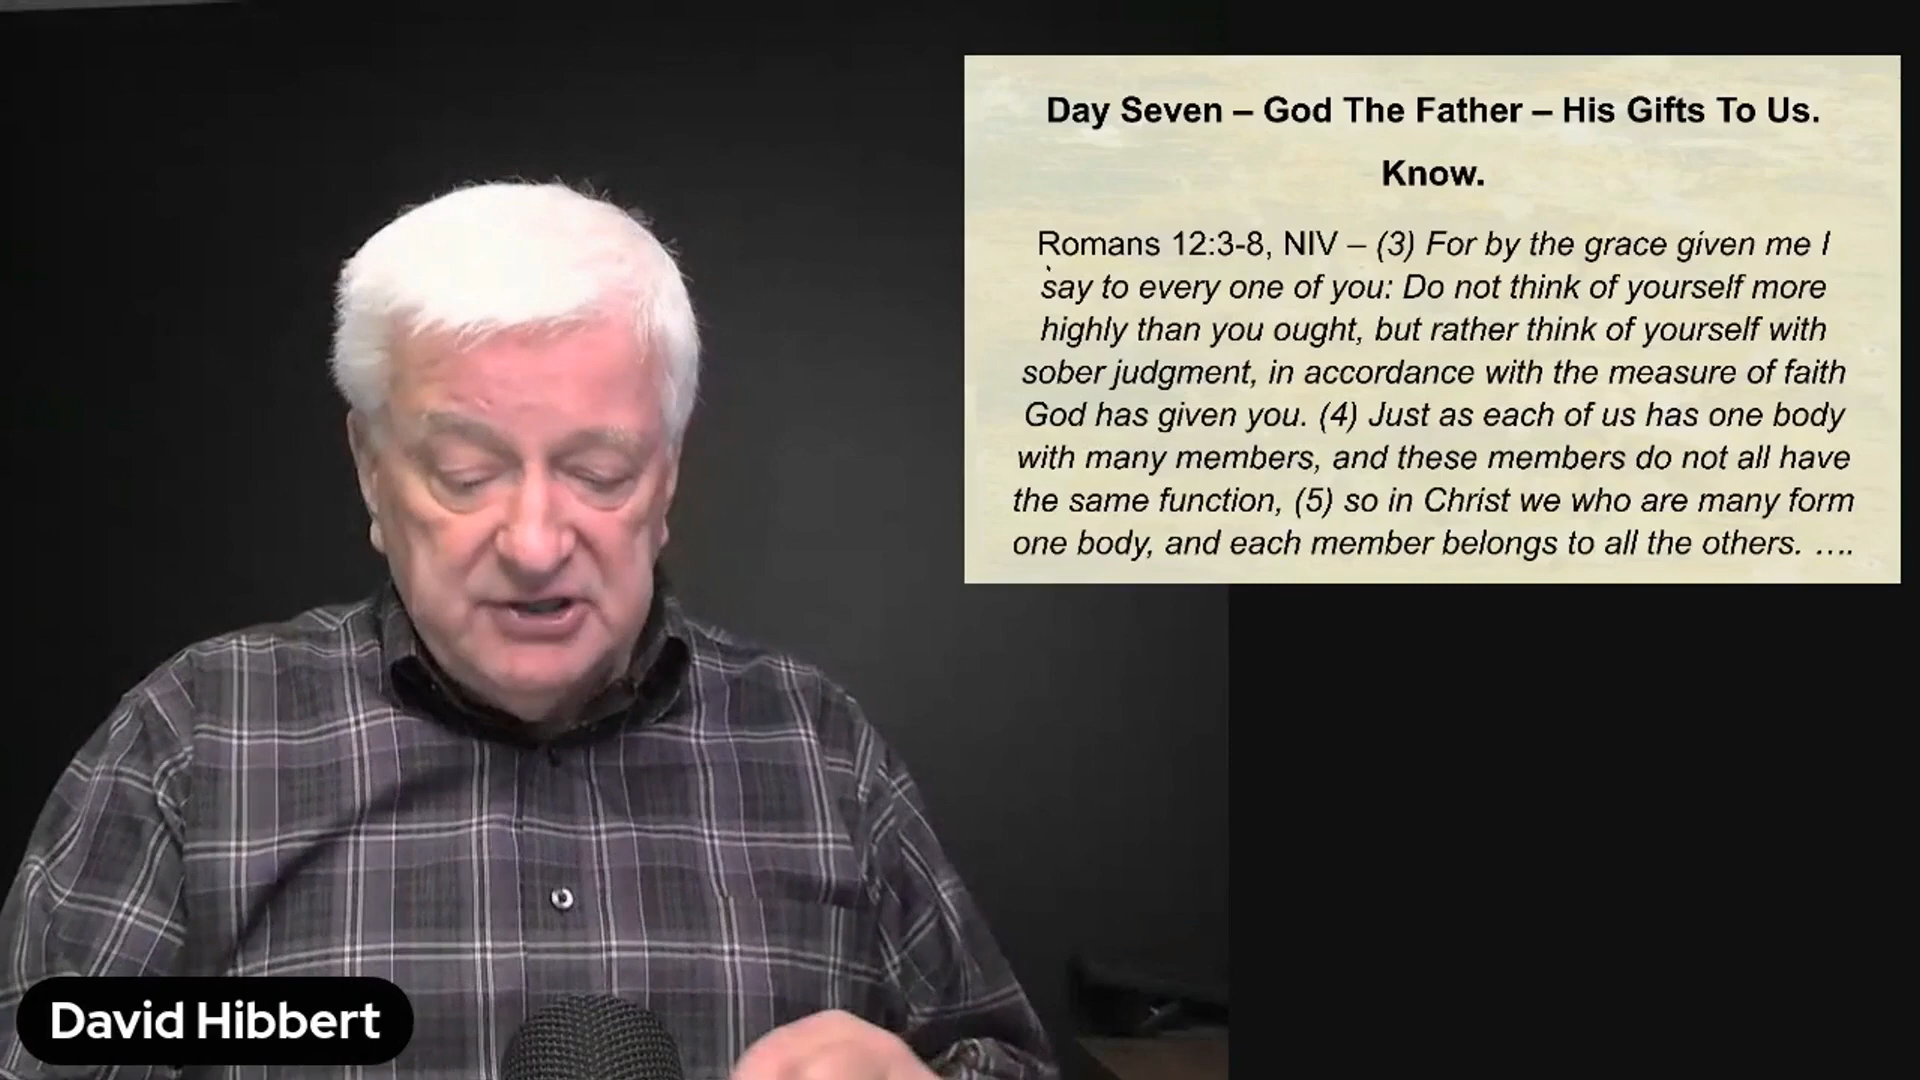 Day Seven – God The Father – His Gifts To Us.
Know.
Romans 12:3-8, NIV – (3) For by the grace given me I
say to every one of you: Do not think of yourself more
highly than you ought, but rather think of yourself with
sober judgment, in accordance with the measure of faith
God has given you. (4) Just as each of us has one body
with many members, and these members do not all have
the same function, (5) so in Christ we who are many form
one body, and each member belongs to all the others. ….
David Hibbert